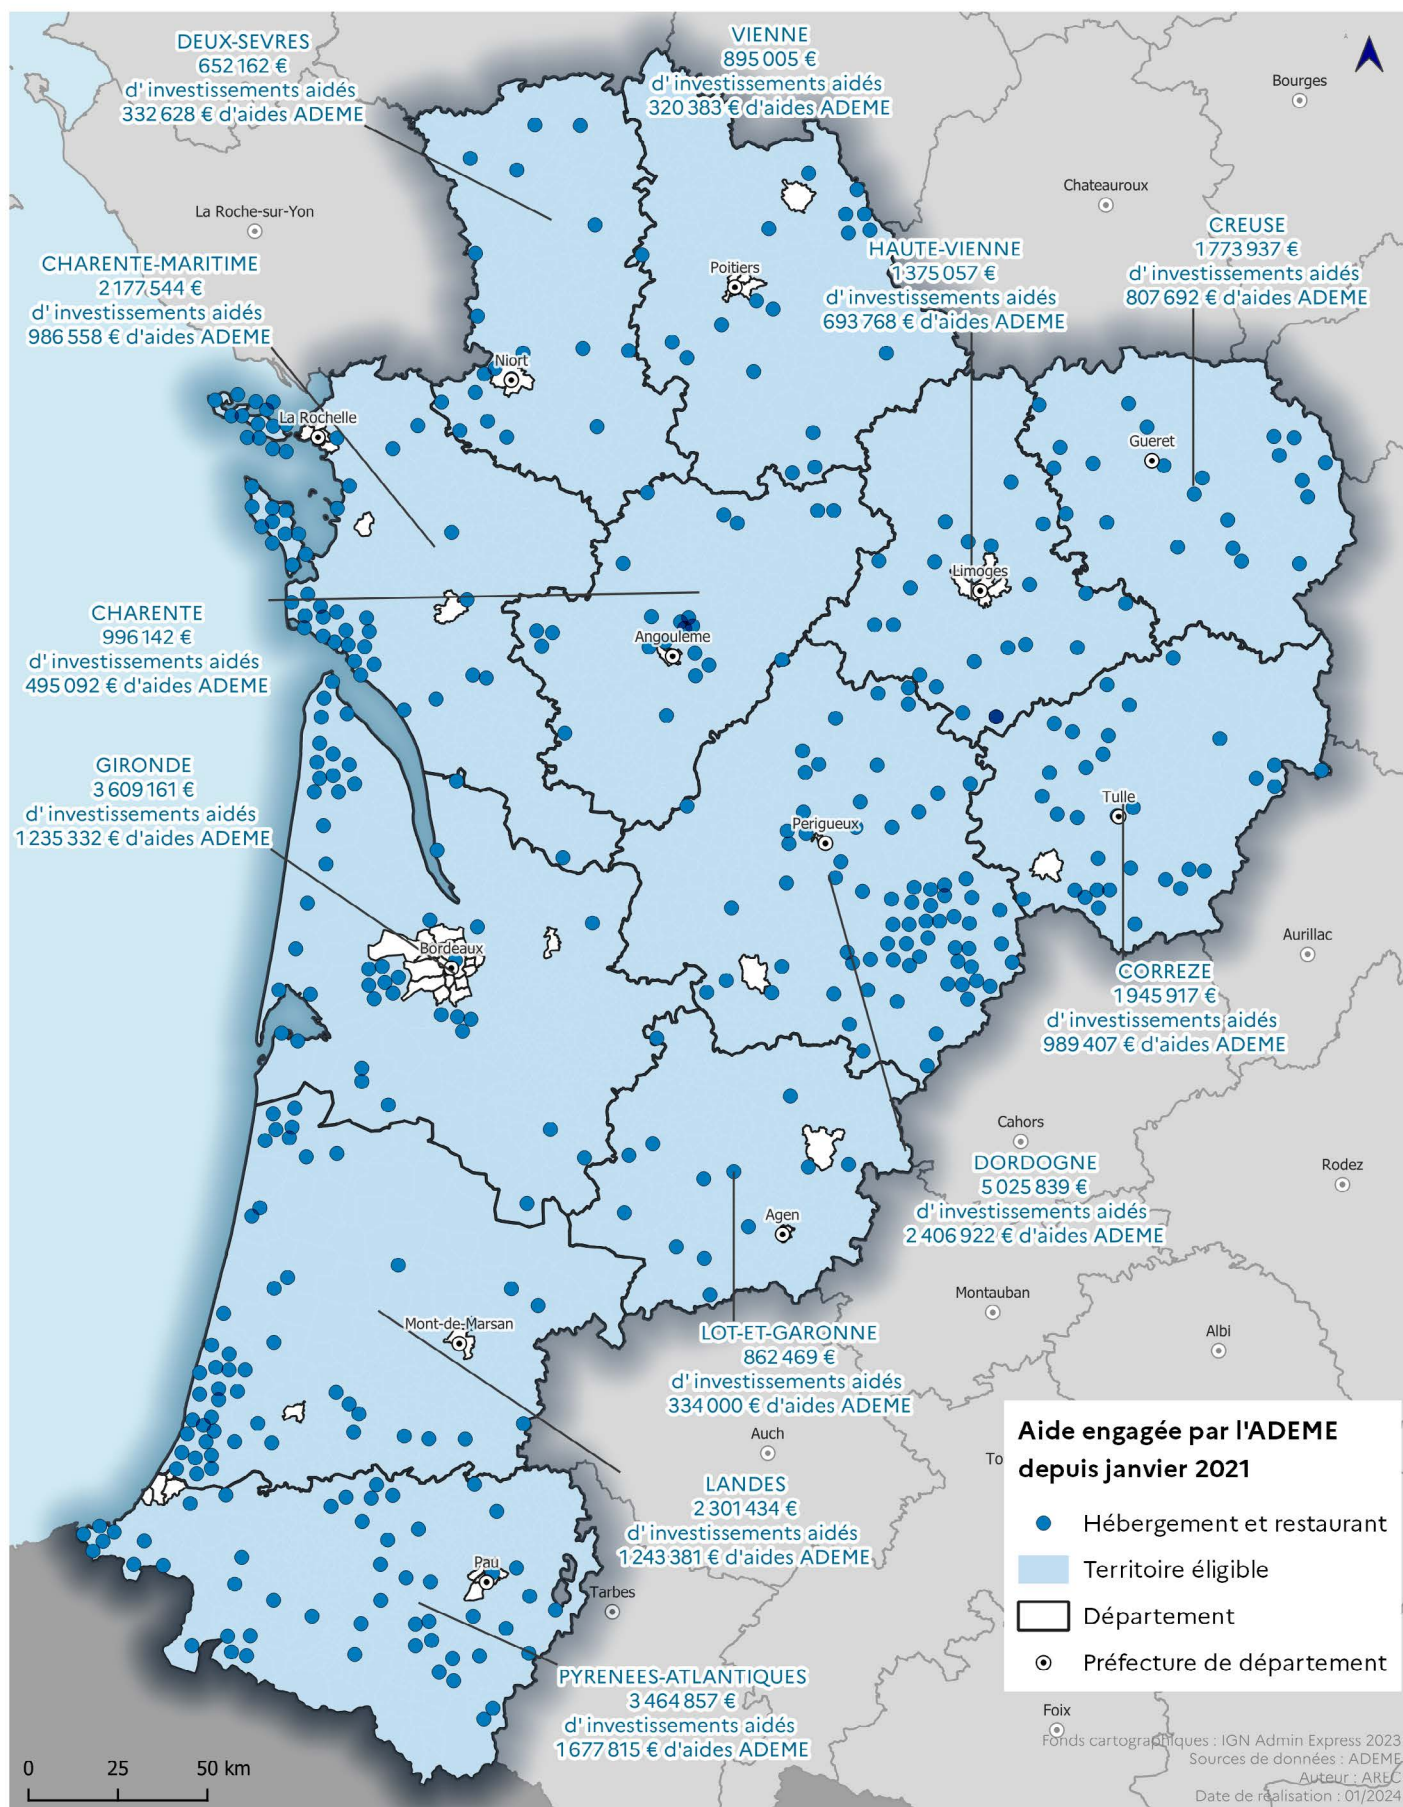 DEUX-SEVRES
652 162 €
d'investissements aidés
332 628 € d'aides ADEME
VIENNE
895 005 €
d'investissements aidés
320 383 € d'aides ADEME
Bourges
Chateauroux
La Roche-sur-Yon
CREUSE
1 773 937 €
d'investissements aidés
807 692 € d'aides ADEME
HAUTE-VIENNE
1 375 057 €
d'investissements aidés
693 768 € d'aides ADEME
CHARENTE-MARITIME
2 177 544 €
d'investissements aidés
986 558 € d'aides ADEME
Poitiers
Niort
La Rochelle
Gueret
Limoges
CHARENTE
996 142 €
d'investissements aidés
495 092 € d'aides ADEME
Angouleme
GIRONDE
3 609 161 €
d'investissements aidés
1 235 332 € d'aides ADEME
Tulle
Perigueux
Bordeaux
Aurillac
CORREZE
1 945 917 €
d'investissements aidés
989 407 € d'aides ADEME
Cahors
Rodez
DORDOGNE
5 025 839 €
d'investissements aidés
2 406 922 € d'aides ADEME
Agen
Montauban
Albi
Mont-de-Marsan
LOT-ET-GARONNE
862 469 €
d'investissements aidés
334 000 € d'aides ADEME
Auch
To
LANDES
2 301 434 €
d'investissements aidés
1 243 381 € d'aides ADEME
Pau
Tarbes
PYRENEES-ATLANTIQUES
3 464 857 €
d'investissements aidés
1 677 815 € d'aides ADEME
Aide engagée par l'ADEME
depuis janvier 2021
Hébergement et restaurant
Territoire éligible
Département
Préfecture de département
Foix
0 25 50 km
Fonds cartographiques : IGN Admin Express 2023
Sources de données : ADEME
Auteur : AREC
Date de réalisation : 01/2024